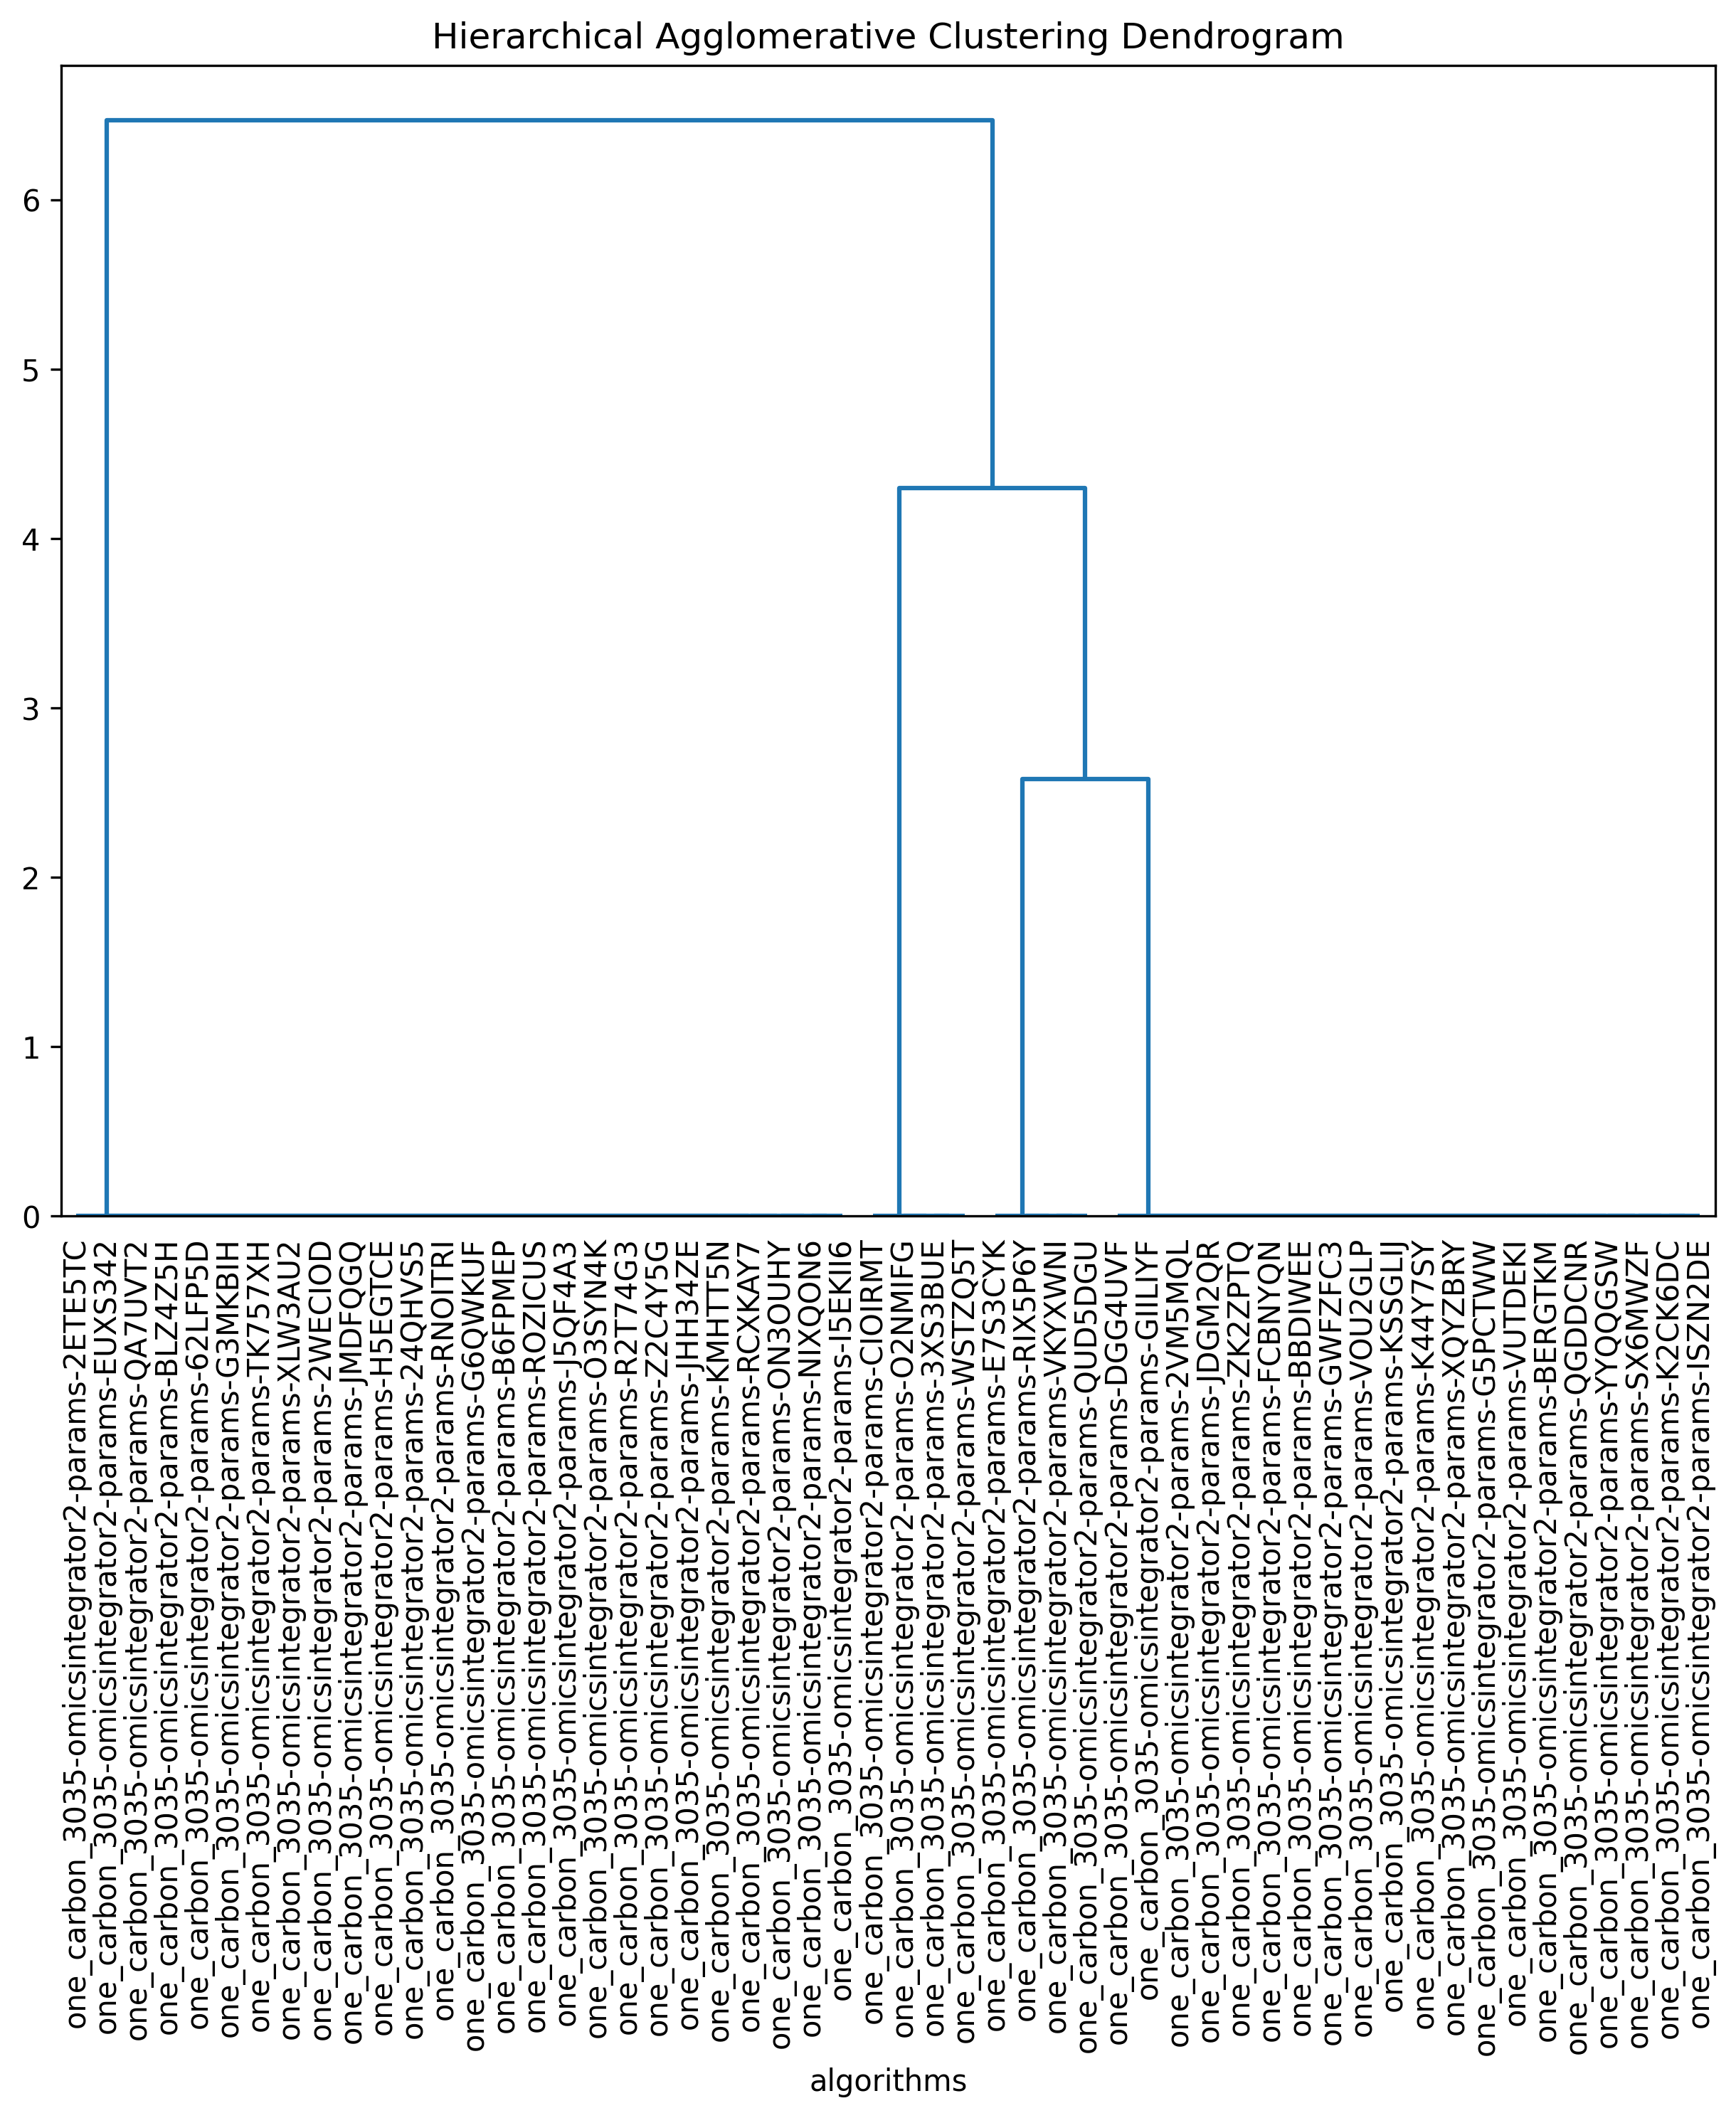 Hierarchical Agglomerative Clustering Dendrogram
6
5
4
3
2
1
0
one_carbon_3035-omicsintegrator2-params-2ETE5TC
one_carbon_3035-omicsintegrator2-params-EUXS342
one_carbon_3035-omicsintegrator2-params-QA7UVT2
one_carbon_3035-omicsintegrator2-params-BLZ4Z5H
one_carbon_3035-omicsintegrator2-params-62LFP5D
one_carbon_3035-omicsintegrator2-params-G3MKBIH
one_carbon_3035-omicsintegrator2-params-TK757XH
one_carbon_3035-omicsintegrator2-params-XLW3AU2
one_carbon_3035-omicsintegrator2-params-2WECIOD
one_carbon_3035-omicsintegrator2-params-JMDFQGQ
one_carbon_3035-omicsintegrator2-params-H5EGTCE
one_carbon_3035-omicsintegrator2-params-24QHVS5
one_carbon_3035-omicsintegrator2-params-RNOITRI
one_carbon_3035-omicsintegrator2-params-G6QWKUF
one_carbon_3035-omicsintegrator2-params-B6FPMEP
one_carbon_3035-omicsintegrator2-params-ROZICUS
one_carbon_3035-omicsintegrator2-params-J5QF4A3
one_carbon_3035-omicsintegrator2-params-O3SYN4K
one_carbon_3035-omicsintegrator2-params-R2T74G3
one_carbon_3035-omicsintegrator2-params-Z2C4Y5G
one_carbon_3035-omicsintegrator2-params-JHH34ZE
one_carbon_3035-omicsintegrator2-params-KMHTT5N
one_carbon_3035-omicsintegrator2-params-RCXKAY7
one_carbon_3035-omicsintegrator2-params-ON3OUHY
one_carbon_3035-omicsintegrator2-params-NIXQON6
one_carbon_3035-omicsintegrator2-params-I5EKII6
one_carbon_3035-omicsintegrator2-params-CIOIRMT
one_carbon_3035-omicsintegrator2-params-O2NMIFG
one_carbon_3035-omicsintegrator2-params-3XS3BUE
one_carbon_3035-omicsintegrator2-params-WSTZQ5T
one_carbon_3035-omicsintegrator2-params-E7S3CYK
one_carbon_3035-omicsintegrator2-params-RIX5P6Y
one_carbon_3035-omicsintegrator2-params-VKYXWNI
one_carbon_3035-omicsintegrator2-params-QUD5DGU
one_carbon_3035-omicsintegrator2-params-DGG4UVF
one_carbon_3035-omicsintegrator2-params-GIILIYF
one_carbon_3035-omicsintegrator2-params-2VM5MQL
one_carbon_3035-omicsintegrator2-params-JDGM2QR
one_carbon_3035-omicsintegrator2-params-ZK2ZPTQ
one_carbon_3035-omicsintegrator2-params-FCBNYQN
one_carbon_3035-omicsintegrator2-params-BBDIWEE
one_carbon_3035-omicsintegrator2-params-GWFZFC3
one_carbon_3035-omicsintegrator2-params-VOU2GLP
one_carbon_3035-omicsintegrator2-params-KSSGLIJ
one_carbon_3035-omicsintegrator2-params-K44Y7SY
one_carbon_3035-omicsintegrator2-params-XQYZBRY
one_carbon_3035-omicsintegrator2-params-G5PCTWW
one_carbon_3035-omicsintegrator2-params-VUTDEKI
one_carbon_3035-omicsintegrator2-params-BERGTKM
one_carbon_3035-omicsintegrator2-params-QGDDCNR
one_carbon_3035-omicsintegrator2-params-YYQQGSW
one_carbon_3035-omicsintegrator2-params-SX6MWZF
one_carbon_3035-omicsintegrator2-params-K2CK6DC
one_carbon_3035-omicsintegrator2-params-ISZN2DE
algorithms